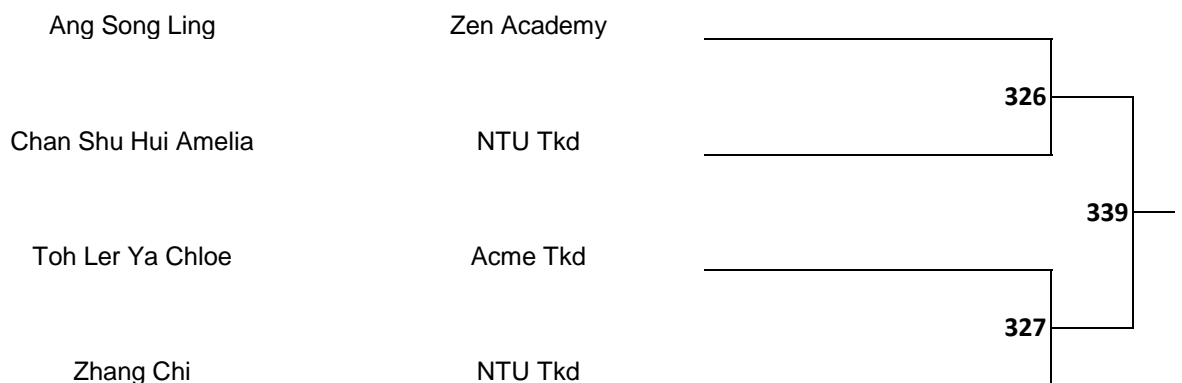 Ang Song Ling Zen Academy
326
Chan Shu Hui Amelia NTU Tkd
339
Toh Ler Ya Chloe Acme Tkd
327
Zhang Chi NTU Tkd